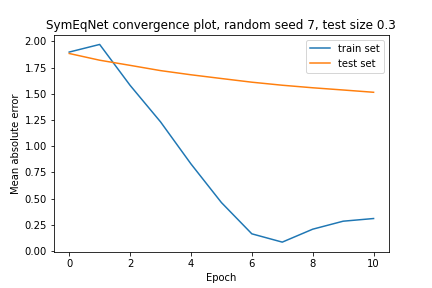 SymEqNet convergence plot, random seed 7, test size 0.3
train set
test set
2.00
1.75
1.50
1.25
1.00
0.75
0.50
0.25
0.00
Mean absolute error
0 2 4 6 8 10
Epoch